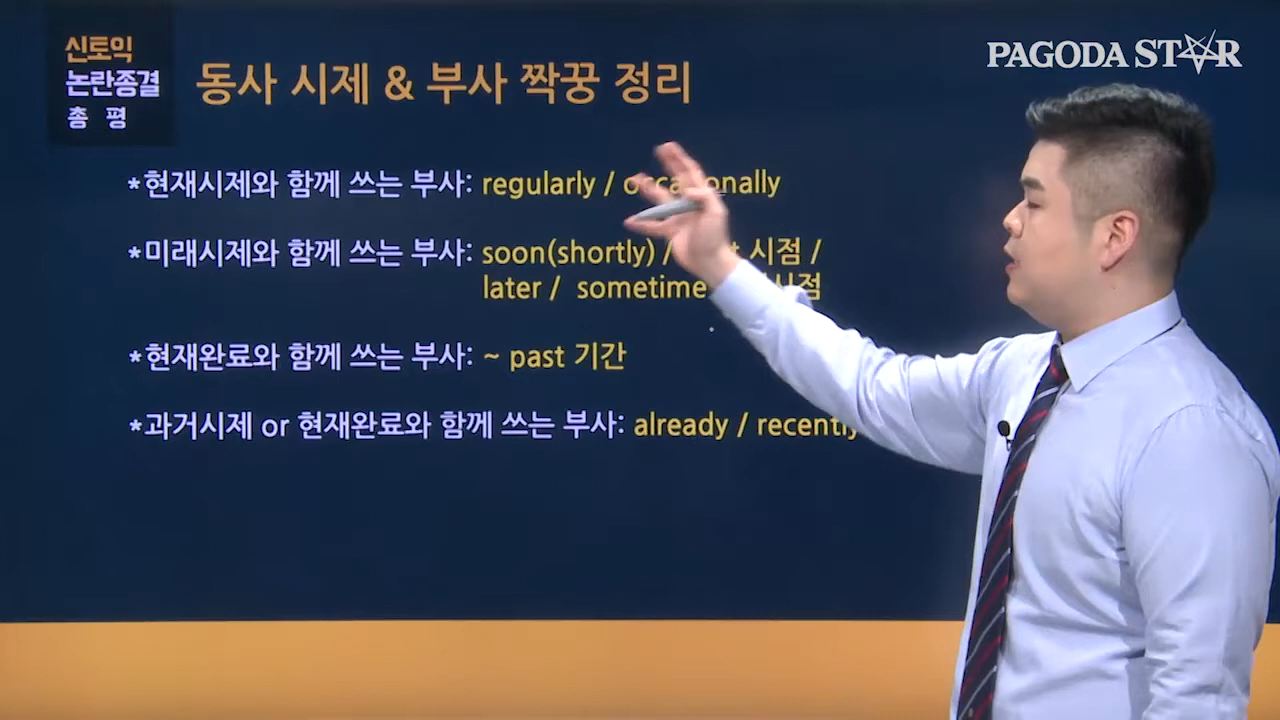 신토익
논란종결
총 평
동사 시제 & 부사 짝꿍 정리
PAGODA STAR
*현재시제와 함께 쓰는 부사: regularly /
*미래시제와 함께 쓰는 부사: soon(shortly) / 시점 /
later /
*현재완료와 함께 쓰는 부사: ~ past 기간
*과거시제 or 현재완료와 함께 쓰는 부사: already / recently